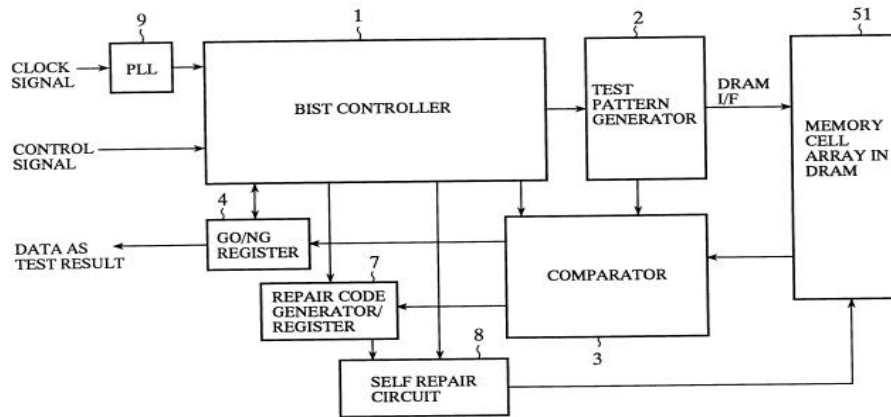 1
2
51
9
CLOCK
SIGNAL
PLL
BIST CONTROLLER
TEST
PATTERN
GENERATOR
DRAM
I/F
MEMORY
CELL
ARRAY IN
DRAM
CONTROL
SIGNAL
4
GO/NG
REGISTER
DATA AS
TEST RESULT
COMPARATOR
7
REPAIR CODE
GENERATOR/
REGISTER
3
8
SELF REPAIR
CIRCUIT